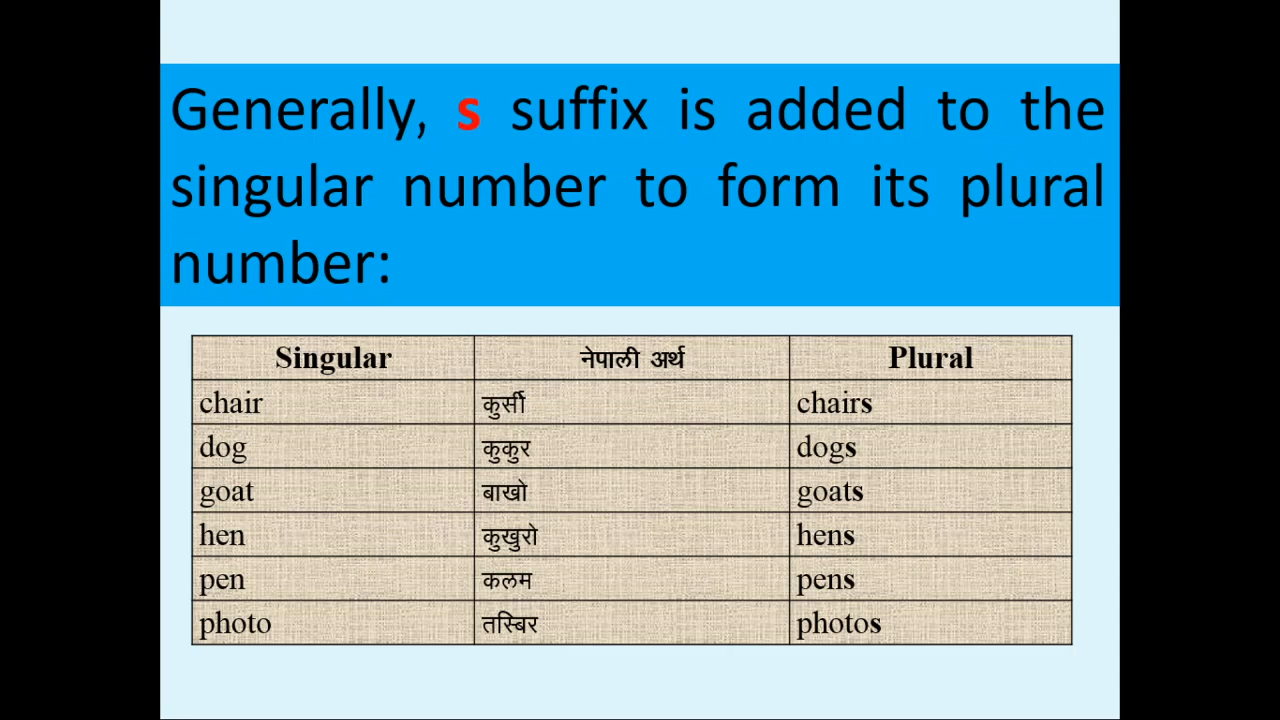 Generally, s suffix is added to the
singular number to form its plural
number:
Singular नेपाली अर्थ Plural
chair कुर्सी chairs
dog कुकुर dogs
goat बाख्रो goats
hen कुखुरो hens
pen कलम pens
photo तस्बिर photos